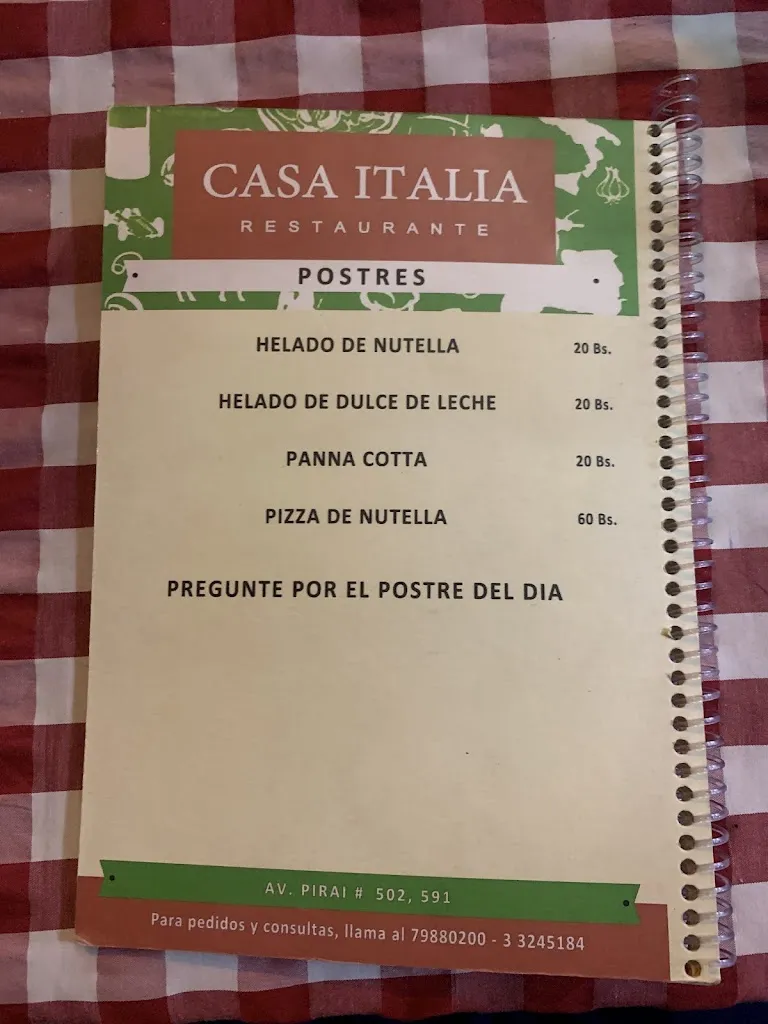 CASA ITALIA
RESTAURANTE
POSTRES
HELADO DE NUTELLA 20 Bs.
HELADO DE DULCE DE LECHE 20 Bs.
PANNA COTTA 20 Bs.
PIZZA DE NUTELLA 60 Bs.
PREGUNTE POR EL POSTRE DEL DIA
AV. PIRAI # 502, 591
Para pedidos y consultas, llama al 79880200 - 3 3245184